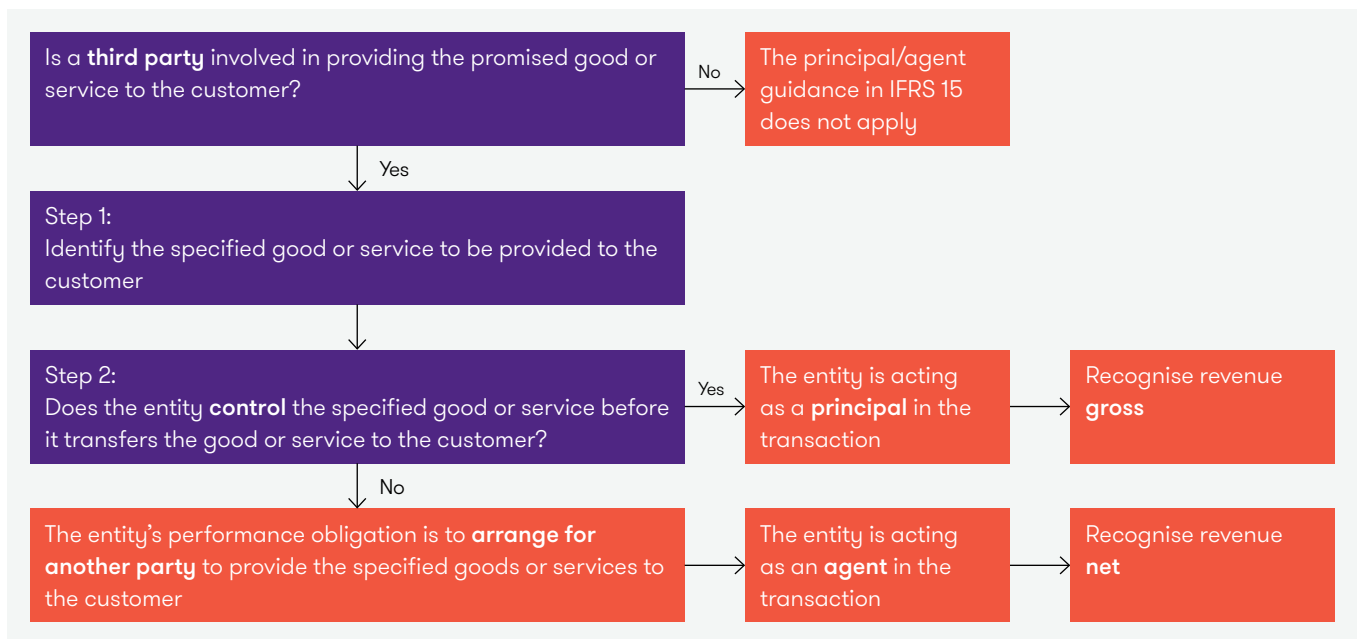 Is a third party involved in providing the promised good or
service to the customer?
No
The principal/agent
guidance in IFRS 15
does not apply
Yes
Step 1:
Identify the specified good or service to be provided to the
customer
Step 2:
Does the entity control the specified good or service before
it transfers the good or service to the customer?
Yes
The entity is acting
as a principal in the
transaction
Recognise revenue
gross
No
The entity’s performance obligation is to arrange for
another party to provide the specified goods or services to
the customer
The entity is acting
as an agent in the
transaction
Recognise revenue
net